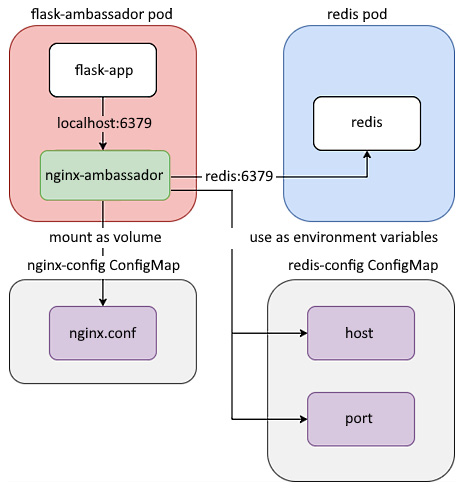 flask-ambassador pod
redis pod
flask-app
localhost:6379
redis
nginx-ambassador
redis:6379
mount as volume
use as environment variables
nginx-config ConfigMap
redis-config ConfigMap
nginx.conf
host
port